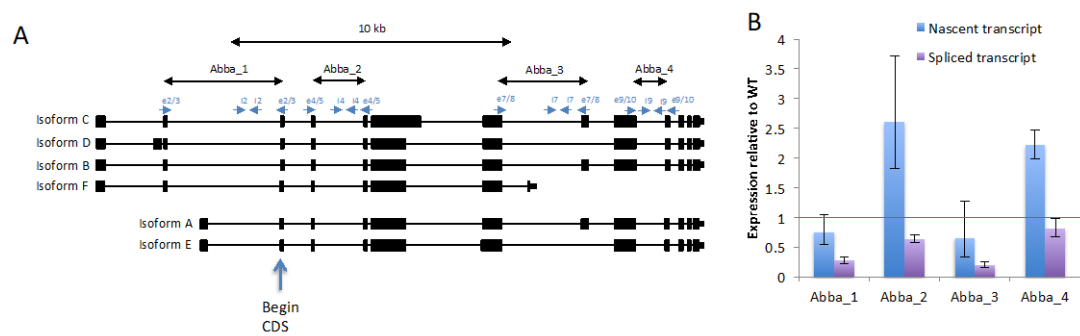 A
10 kb
Abba_1
Abba_2
Abba_3
Abba_4
e2/3
I2
I2
e2/3
e4/5
I4
I4
e4/5
e7/8
I7
I7
e7/8
e9/10
I9
I9
e9/10
Isoform C
Isoform D
Isoform B
Isoform F
Isoform A
Isoform E
Begin
CDS
B
Nascent transcript
Spliced transcript
Expression relative to WT
4
3.5
3
2.5
2
1.5
1
0.5
0
Abba_1
Abba_2
Abba_3
Abba_4